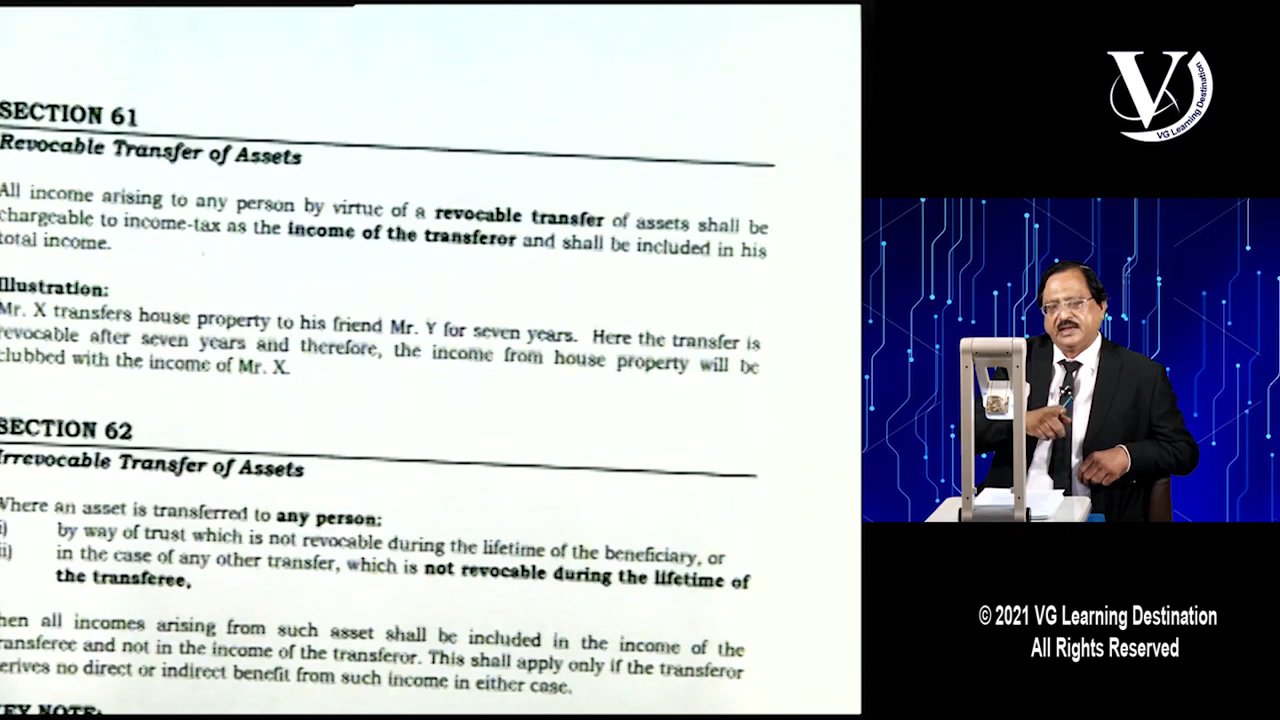 SECTION 61
Revocable Transfer of Assets
All income arising to any person by virtue of a revocable transfer of assets shall be
chargeable to income-tax as the income of the transferor and shall be included in his
total income.
Illustration:
Mr. X transfers house property to his friend Mr. Y for seven years. Here the transfer is
revocable after seven years and therefore, the income from house property will be
clubbed with the income of Mr. X.
SECTION 62
Irrevocable Transfer of Assets
Where an asset is transferred to any person:
i) by way of trust which is not revocable during the lifetime of the beneficiary, or
ii) in the case of any other transfer, which is not revocable during the lifetime of
the transferee,
hen all incomes arising from such asset shall be included in the income of the
ransferee and not in the income of the transferor. This shall apply only if the transferor
erives no direct or indirect benefit from such income in either case.
KEY NOTE:
V
VG Learning Destination
© 2021 VG Learning Destination
All Rights Reserved